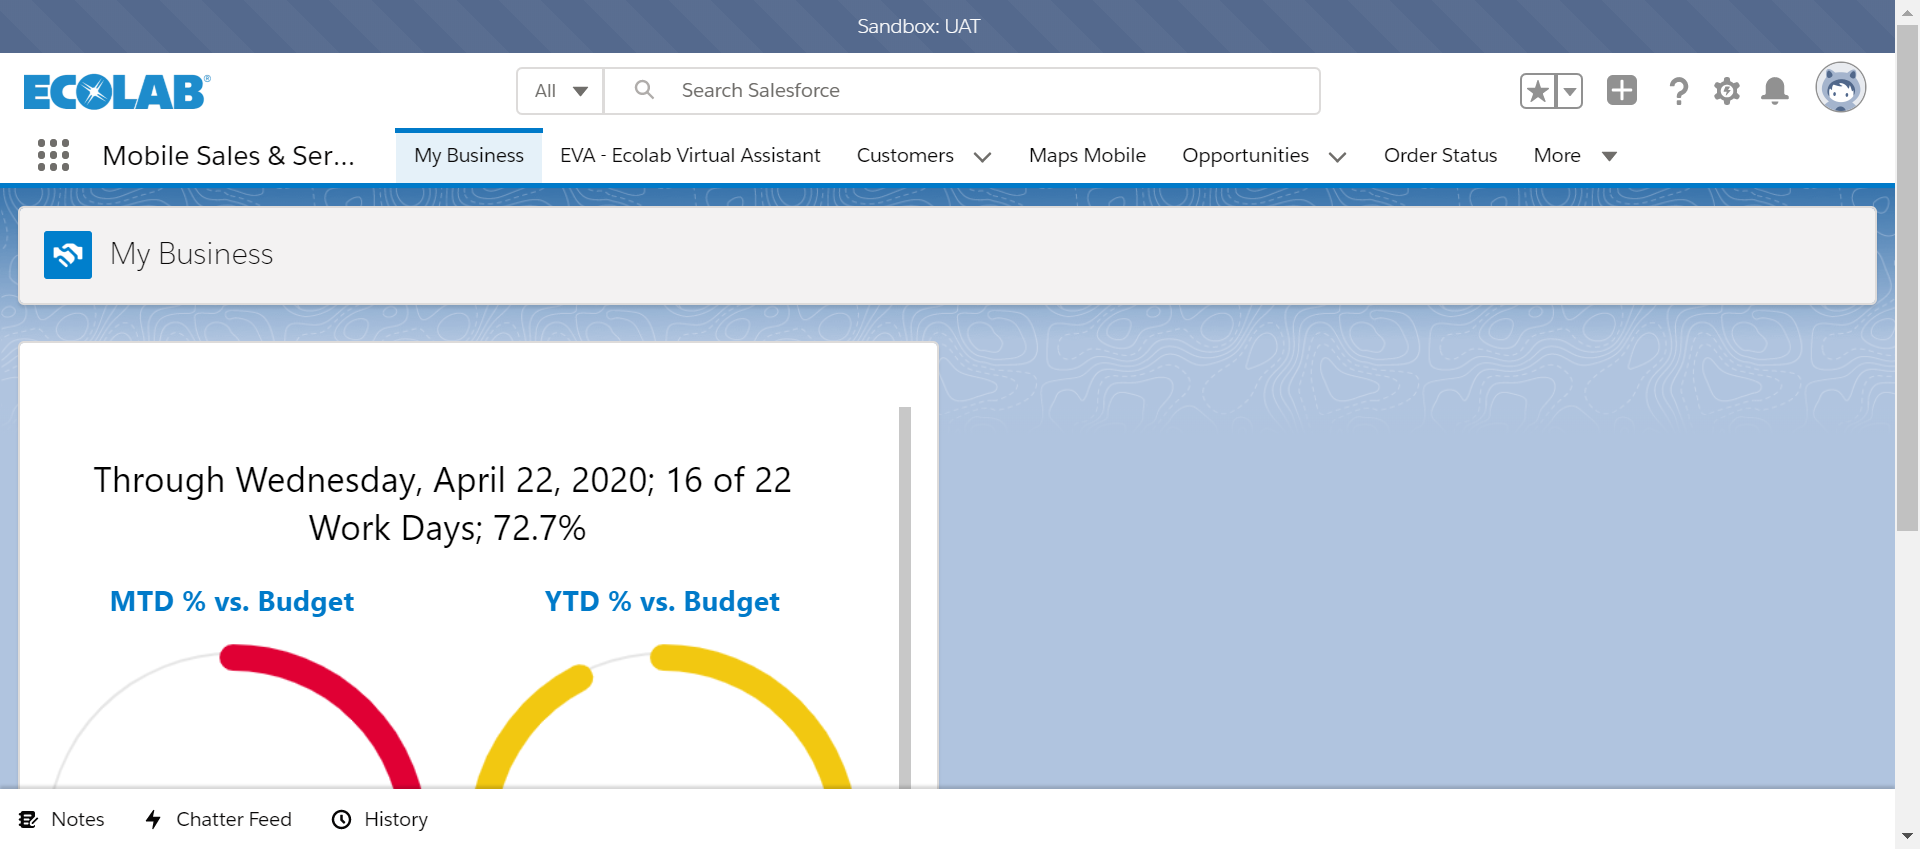 Sandbox: UAT
ECOLAB®
All
Search Salesforce
Mobile Sales & Ser...
My Business
EVA - Ecolab Virtual Assistant
Customers
Maps Mobile
Opportunities
Order Status
More
My Business
Through Wednesday, April 22, 2020; 16 of 22
Work Days; 72.7%
MTD % vs. Budget
YTD % vs. Budget
Notes
Chatter Feed
History